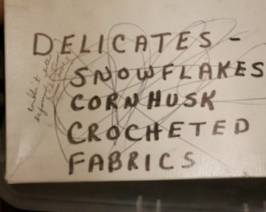 DELICATES -
SNOWFLAKES
CORNHUSK
CROCHETED
FABRICS